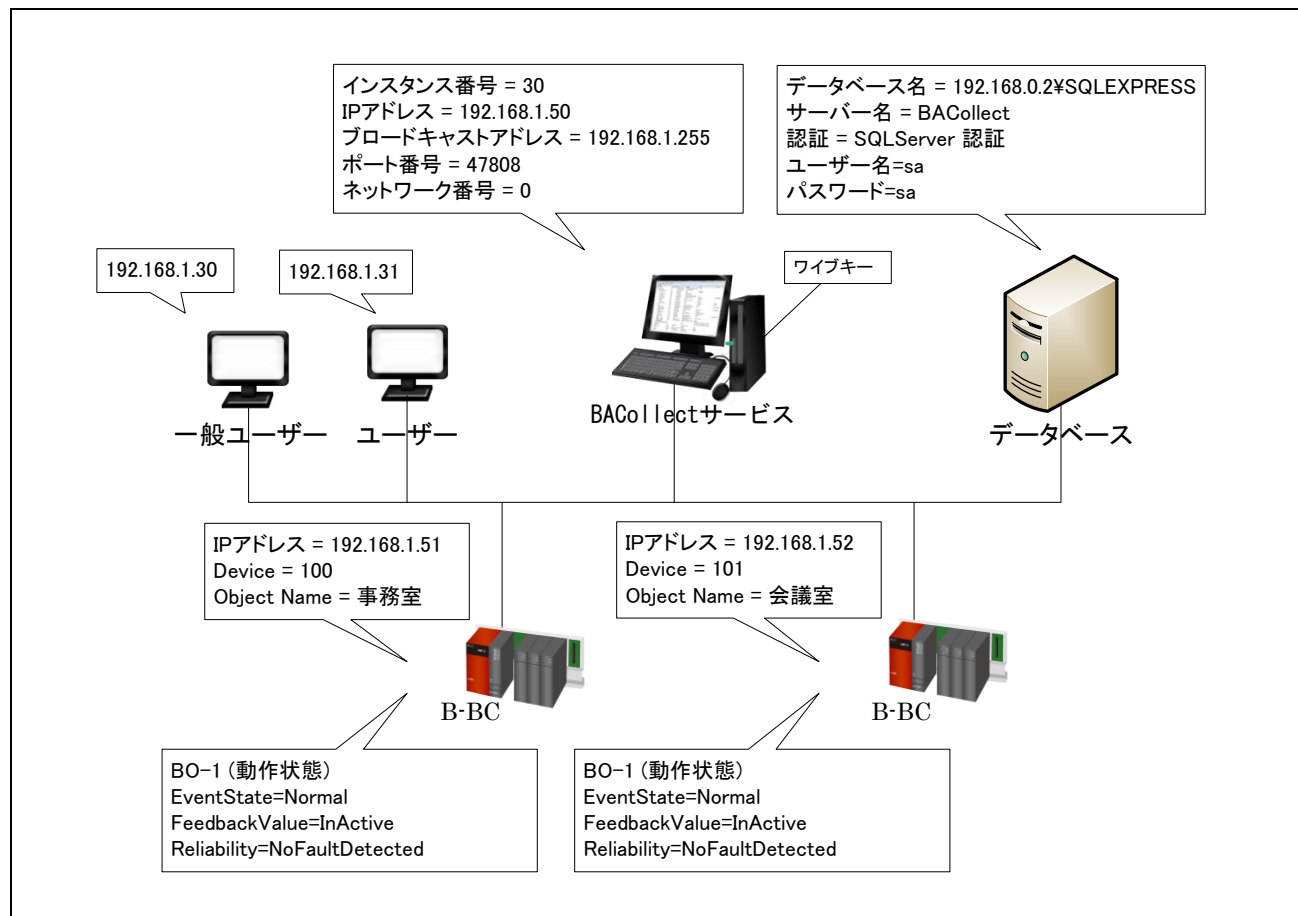 インスタンス番号 = 30
IPアドレス = 192.168.1.50
ブロードキャストアドレス = 192.168.1.255
ポート番号 = 47808
ネットワーク番号 = 0
データベース名 = 192.168.0.2¥SQLEXPRESS
サーバー名 = BACollect
認証 = SQLServer 認証
ユーザー名=sa
パスワード=sa
192.168.1.30
192.168.1.31
ワイブキー
一般ユーザー
ユーザー
BACollectサービス
データベース
IPアドレス = 192.168.1.51
Device = 100
Object Name = 事務室
IPアドレス = 192.168.1.52
Device = 101
Object Name = 会議室
B-BC
B-BC
BO-1 (動作状態)
EventState=Normal
FeedbackValue=InActive
Reliability=NoFaultDetected
BO-1 (動作状態)
EventState=Normal
FeedbackValue=InActive
Reliability=NoFaultDetected